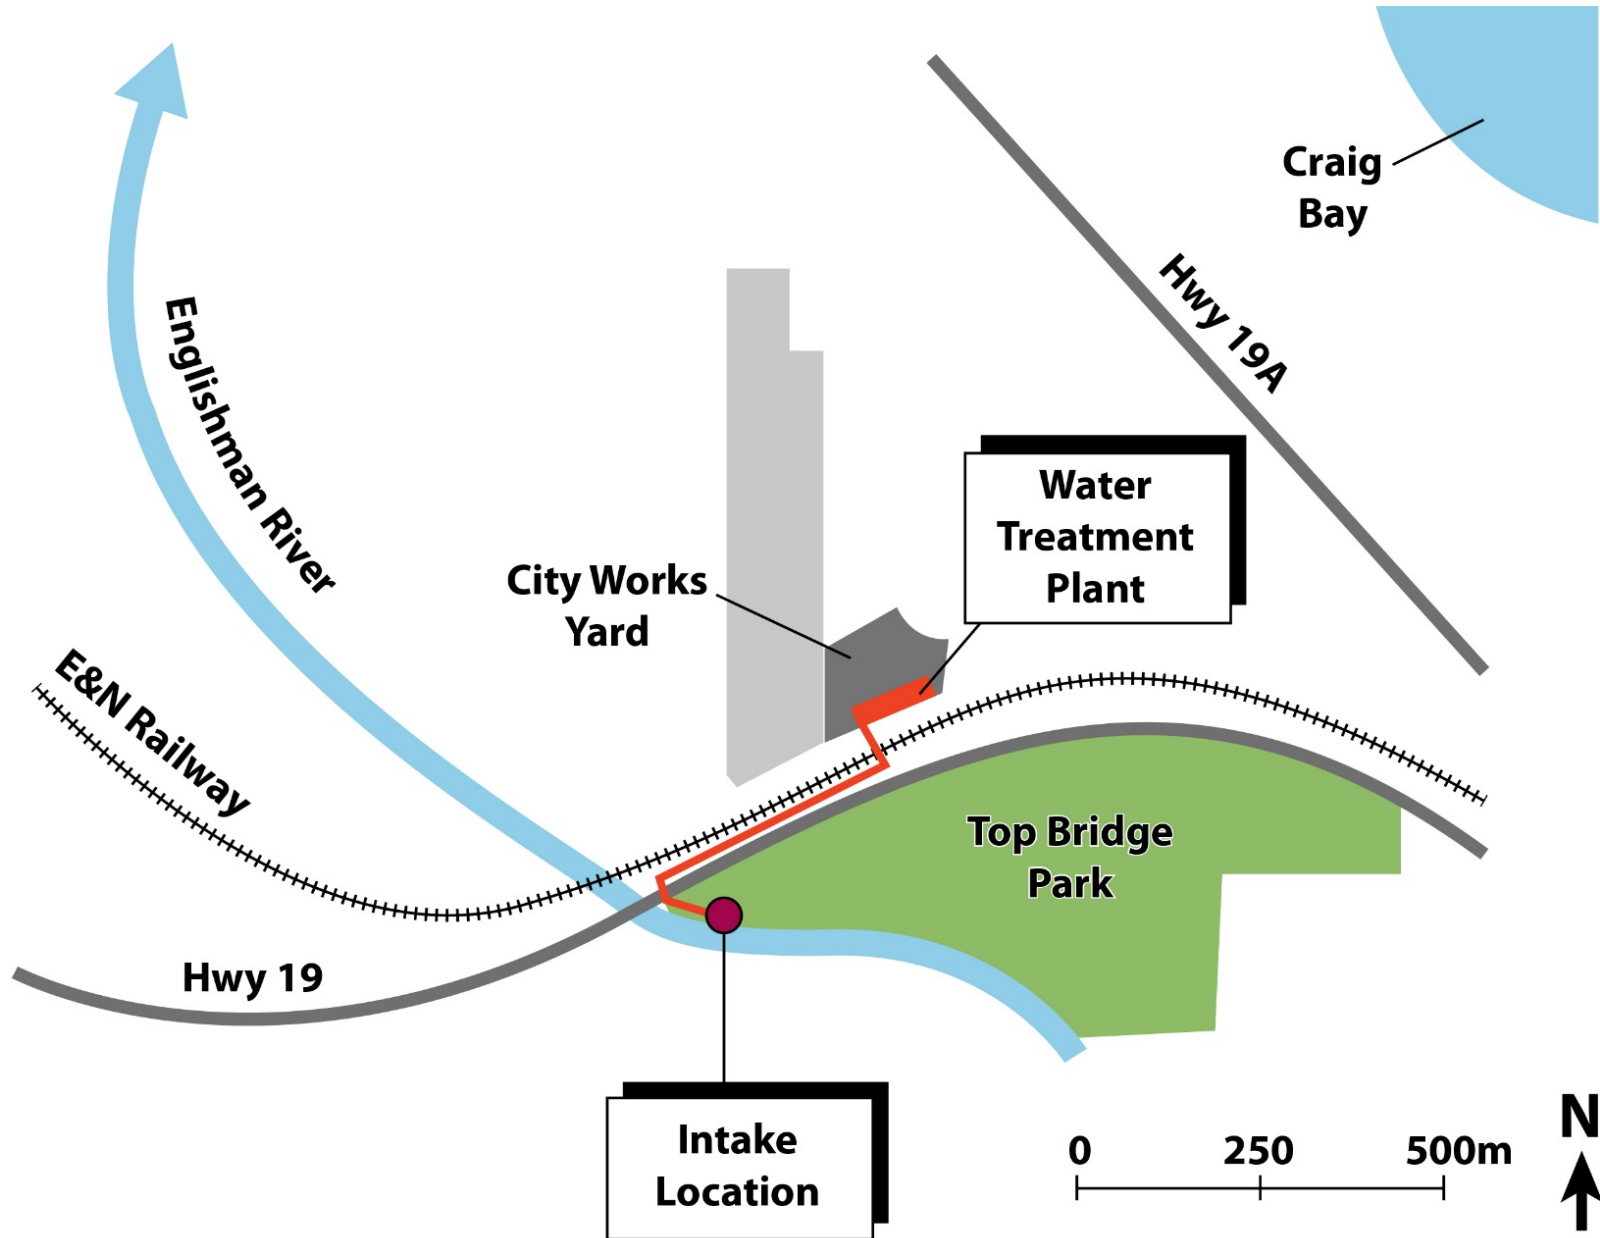 Craig
Bay
Hwy 19A
Englishman River
Water
Treatment
Plant
City Works
Yard
E&N Railway
Top Bridge
Park
Hwy 19
Intake
Location
0 250 500m
N